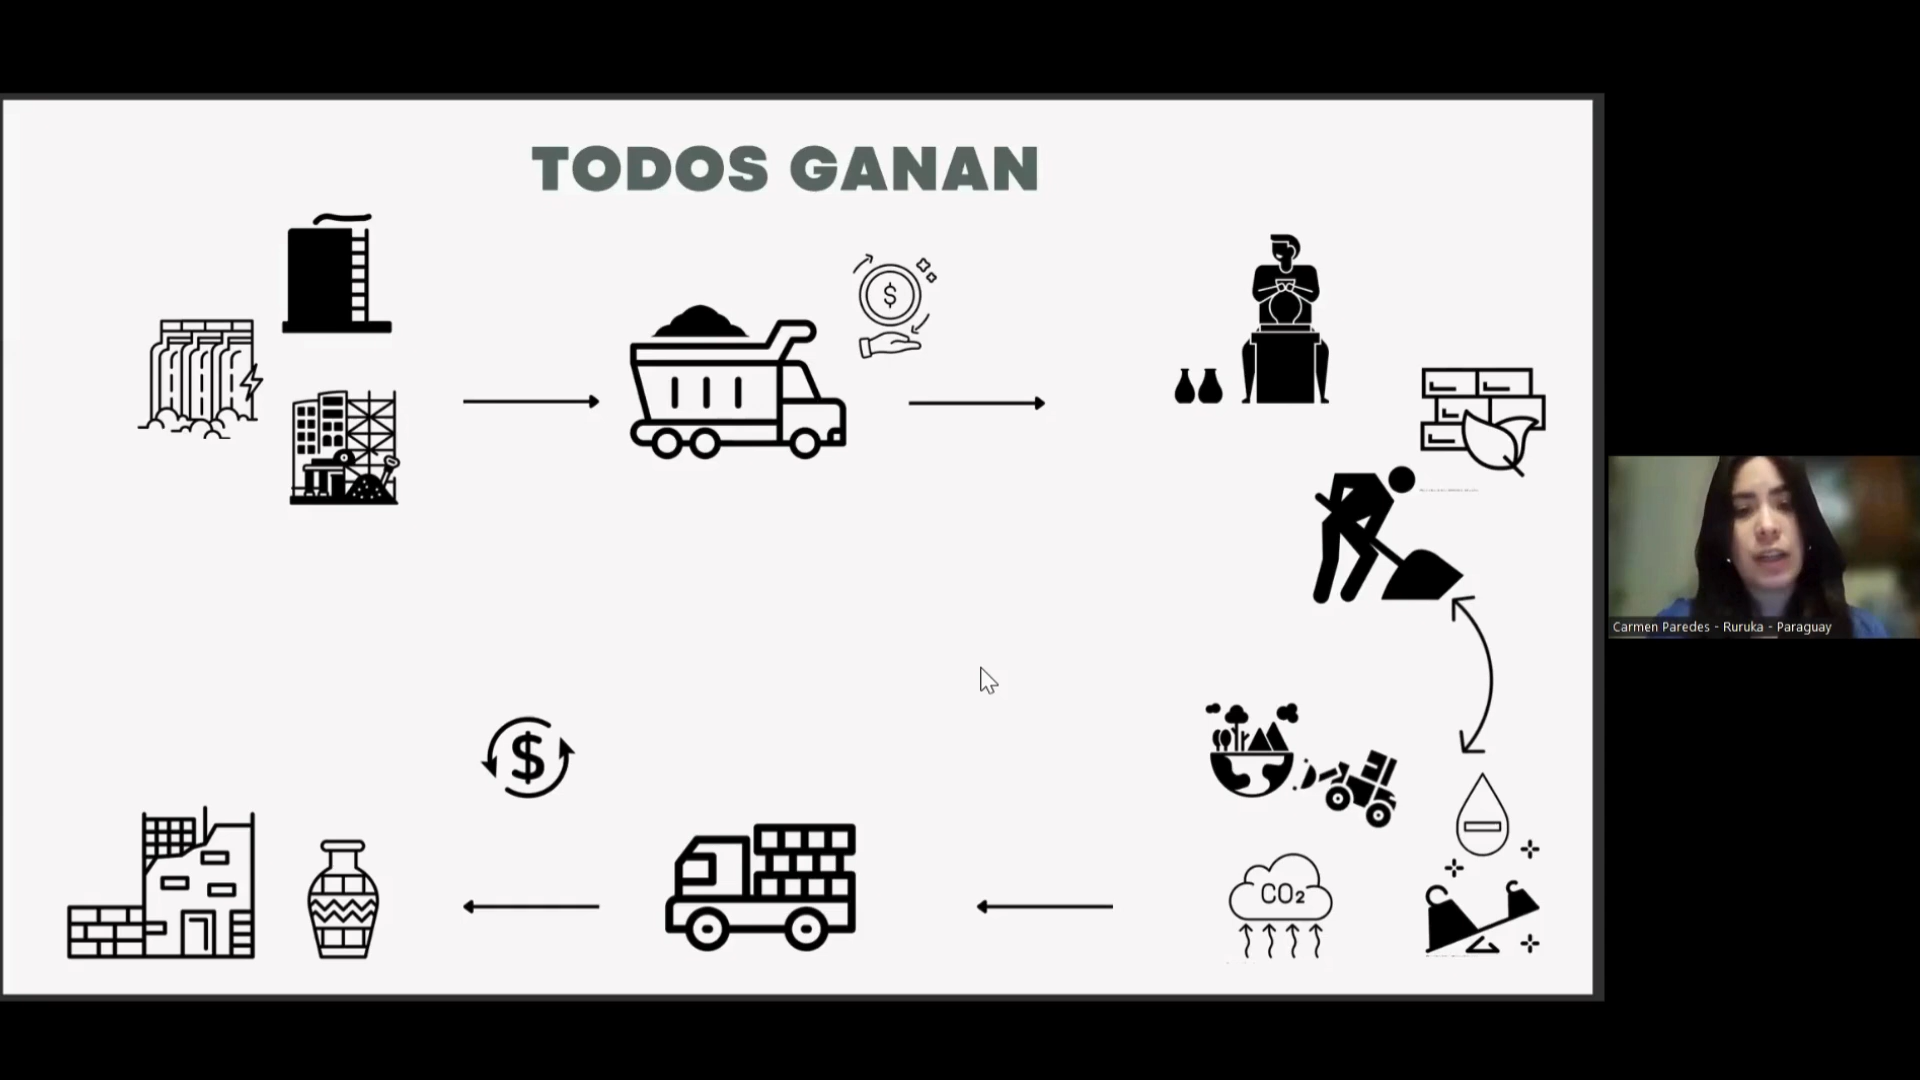 TODOS GANAN
$
$
CO₂
Carmen Paredes - Ruruka - Paraguay